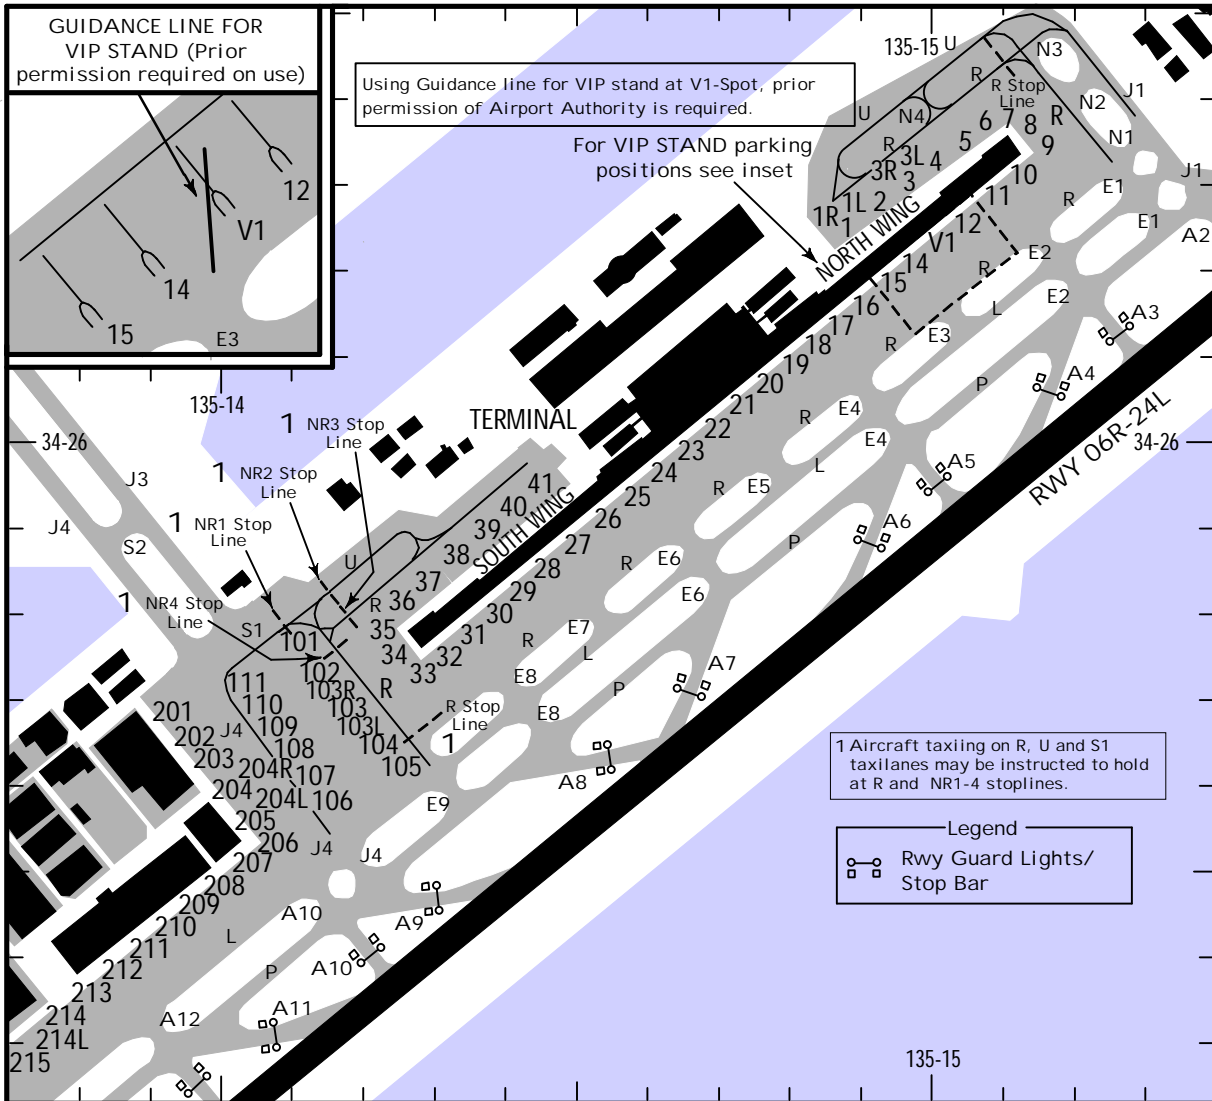 GUIDANCE LINE FOR
VIP STAND (Prior
permission required on use)
12
V1
14
15
E3
Using Guidance line for VIP stand at V1-Spot, prior
permission of Airport Authority is required.
For VIP STAND parking
positions see inset
135-15
U
N3
R
R Stop
Line
J1
N2
N4
U
6
7
8
R
N1
5
9
R
3L
4
3R
3
10
J1
1L
2
11
E1
1R
1
R
NORTH WING
12
E1
A2
V1
14
R
E2
15
E2
16
L
A3
17
E3
18
R
19
P
A4
20
135-14
21
E4
RWY 06R-24L
1
NR3 Stop
Line
TERMINAL
22
R
34-26
E4
34-26
23
L
A5
1
NR2 Stop
Line
24
J3
41
25
R
E5
40
J4
1
NR1 Stop
Line
39
SOUTH WING
26
A6
S2
38
27
P
U
37
28
R
E6
1
NR4 Stop
Line
R
36
29
E6
S1
101
35
30
E7
31
R
34
32
L
A7
102
33
E8
111
103R
R
P
110
103
R Stop
Line
E8
201
J4
109
103L
1
202
108
104
203
204R
107
105
1 Aircraft taxiing on R, U and S1
taxilanes may be instructed to hold
at R and NR1-4 stoplines.
A8
204
204L
106
E9
205
206
J4
J4
Legend
207
Rwy Guard Lights/
Stop Bar
208
209
A10
A9
210
L
211
212
P
A10
213
A11
214
A12
214L
215
135-15